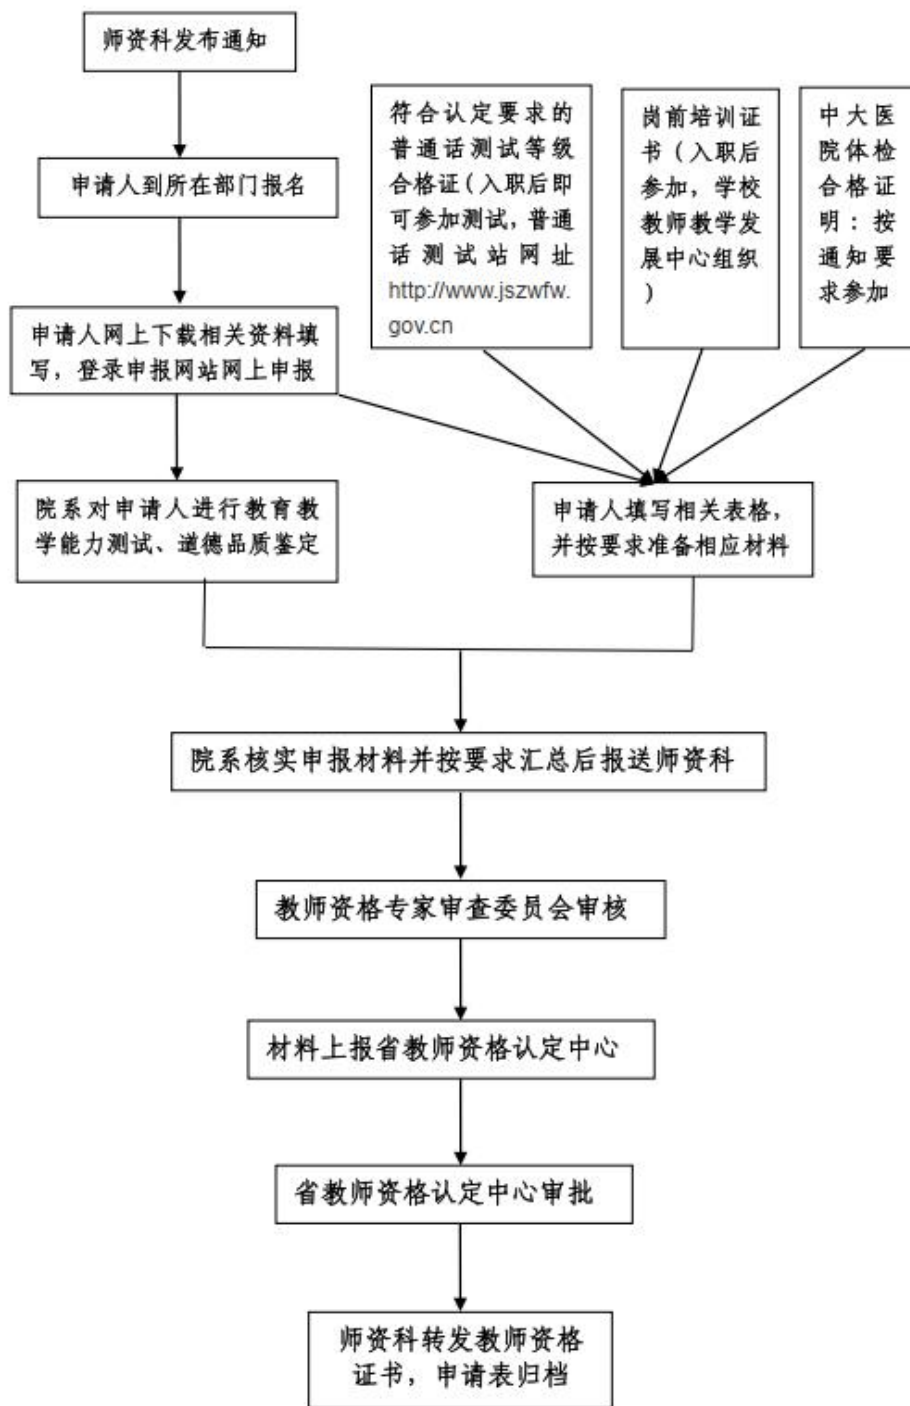 师资科发布通知
申请人到所在部门报名
申请人网上下载相关资料填
写，登录申报网站网上申报
符合认定要求的
普通话测试等级
合格证（入职后即
可参加测试，普通
话测试站网址
http://www.jszwfw.
gov.cn
岗前培训证
书（入职后
参加，学校
教师教学发
展中心组织
）
中大医
院体检
合格证
明：按
通知要
求参加
院系对申请人进行教育教
学能力测试、道德品质鉴定
申请人填写相关表格，
并按要求准备相应材料
院系核实申报材料并按要求汇总后报送师资科
教师资格专家审查委员会审核
材料上报省教师资格认定中心
省教师资格认定中心审批
师资科转发教师资格
证书，申请表归档